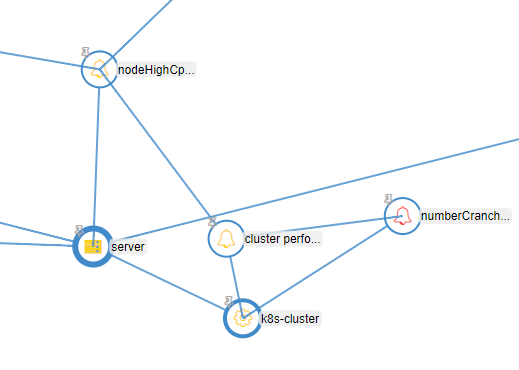 nodeHighCp...
server
cluster perfo...
numberCranch...
k8s-cluster